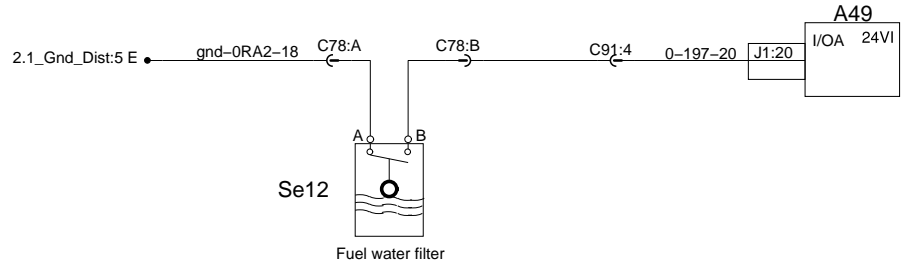 A49
I/OA 24VI
2.1_Gnd_Dist:5 E gnd-0RA2-18 C78:A C78:B C91:4 0-197-20 J1:20
A B
Se12
Fuel water filter